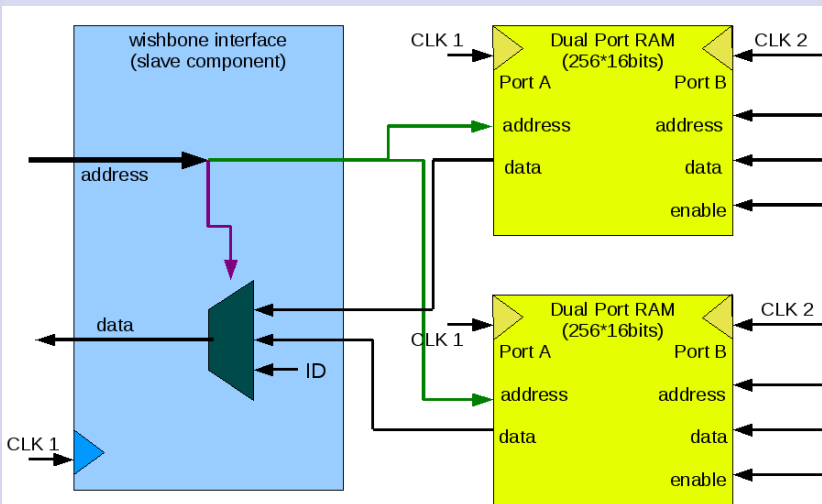 wishbone interface
(slave component)
address
data
ID
CLK 1
CLK 1
Dual Port RAM
(256*16bits)
CLK 2
Port A
Port B
address
address
data
data
enable
CLK 1
Dual Port RAM
(256*16bits)
CLK 2
Port A
Port B
address
address
data
data
enable